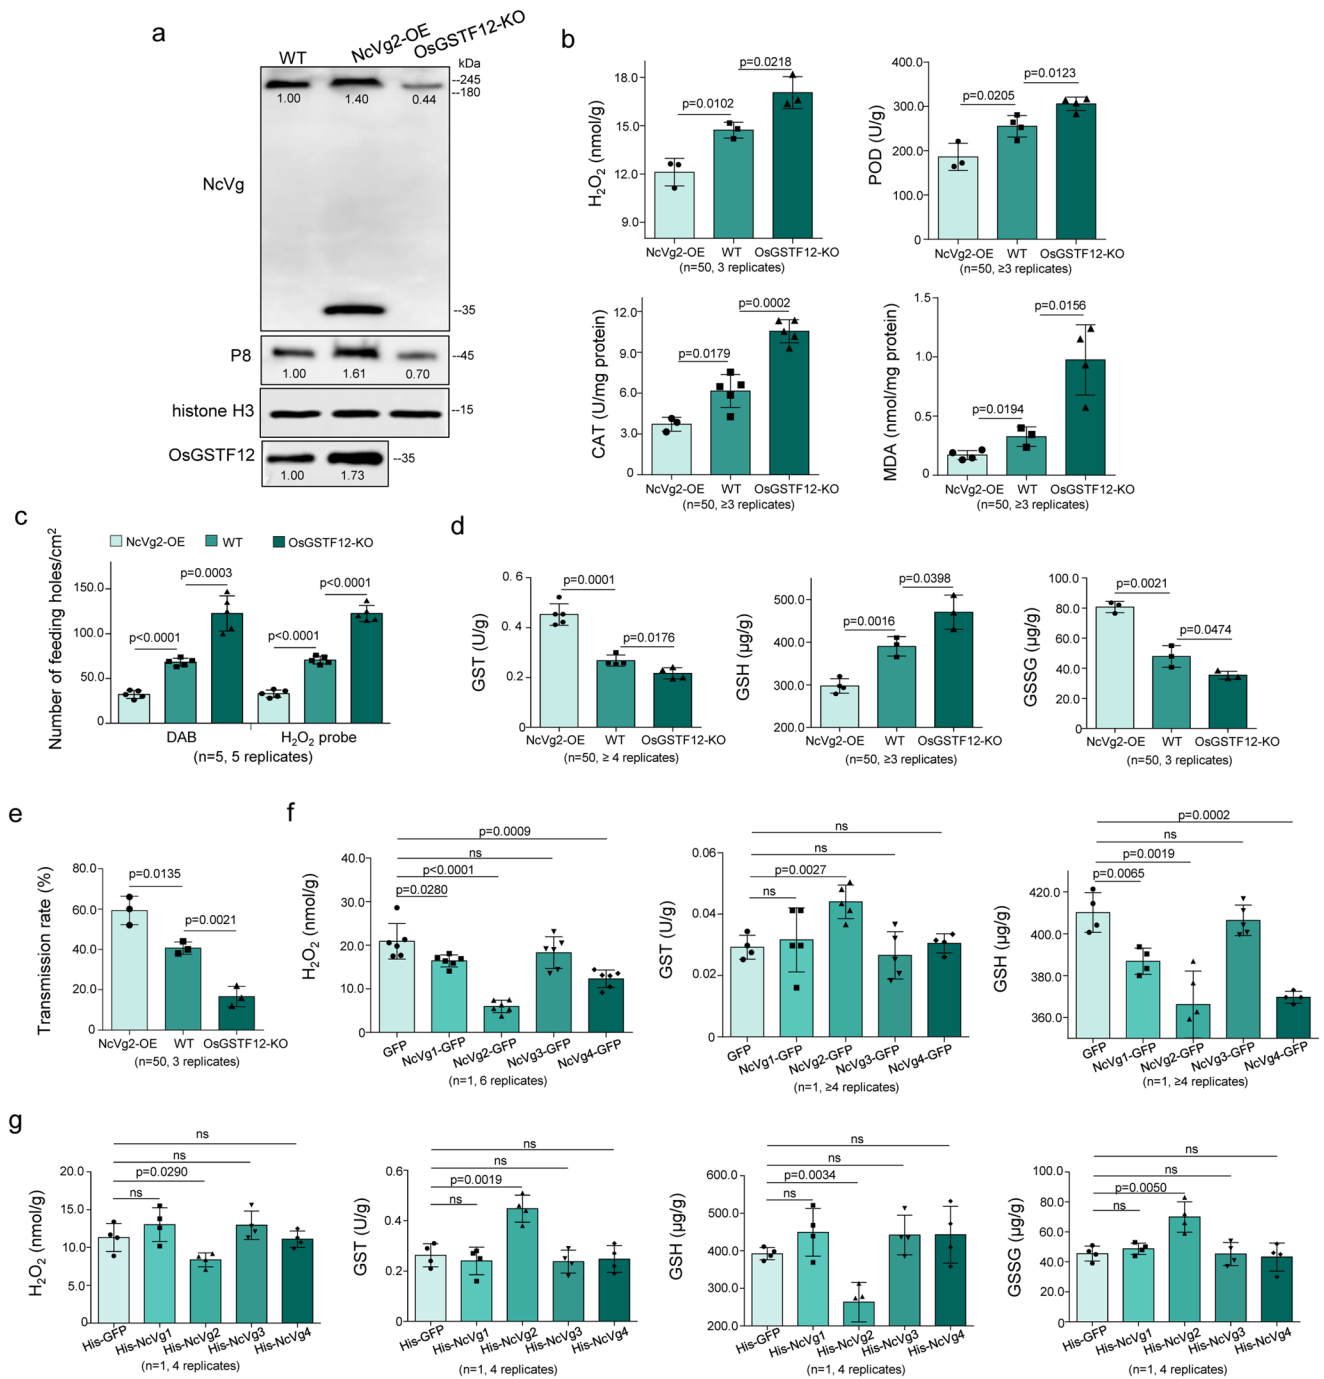 a
WT
NcVg2-OE
OsGSTF12-KO
kDa
--245
--180
1.00
1.40
0.44
NcVg
--35
P8
--45
1.00
1.61
0.70
histone H3
--15
OsGSTF12
--35
1.00
1.73
b
H2O2 (nmol/g)
18.0
15.0
12.0
9.0
p=0.0102
p=0.0218
NcVg2-OE
WT
OsGSTF12-KO
(n=50, 3 replicates)
POD (U/g)
400.0
300.0
200.0
100.0
0
p=0.0205
p=0.0123
NcVg2-OE
WT
OsGSTF12-KO
(n=50, ≥3 replicates)
CAT (U/mg protein)
12.0
9.0
6.0
3.0
0
p=0.0179
p=0.0002
NcVg2-OE
WT
OsGSTF12-KO
(n=50, ≥3 replicates)
MDA (nmol/mg protein)
1.5
1.0
0.5
0
p=0.0194
p=0.0156
NcVg2-OE
WT
OsGSTF12-KO
(n=50, ≥3 replicates)
c
NcVg2-OE
WT
OsGSTF12-KO
Number of feeding holes/cm2
150.0
100.0
50.0
0
p<0.0001
p=0.0003
p<0.0001
p<0.0001
DAB
H2O2 probe
(n=5, 5 replicates)
d
GST (U/g)
0. 6
0.4
0.2
0
p=0.0001
p=0.0176
NcVg2-OE
WT
OsGSTF12-KO
(n=50, ≥ 4 replicates)
GSH (µg/g)
500.0
400.0
300.0
200.0
p=0.0016
p=0.0398
NcVg2-OE
WT
OsGSTF12-KO
(n=50, ≥3 replicates)
GSSG (µg/g)
100.0
80.0
60.0
40.0
20.0
0
p=0.0021
p=0.0474
NcVg2-OE
WT
OsGSTF12-KO
(n=50, 3 replicates)
e
Transmission rate (%)
80.0
60.0
40.0
20.0
0
p=0.0135
p=0.0021
NcVg2-OE
WT
OsGSTF12-KO
(n=50, 3 replicates)
f
H2O2 (nmol/g)
40.0
30.0
20.0
10.0
0
p=0.0009
ns
p<0.0001
p=0.0280
GFP
NcVg1-GFP
NcVg2-GFP
NcVg3-GFP
NcVg4-GFP
(n=1, 6 replicates)
GST (U/g)
0.06
0.04
0.02
0
ns
ns
p=0.0027
ns
GFP
NcVg1-GFP
NcVg2-GFP
NcVg3-GFP
NcVg4-GFP
(n=1, ≥4 replicates)
GSH (µg/g)
420.0
400.0
380.0
360.0
p=0.0002
ns
p=0.0019
p=0.0065
GFP
NcVg1-GFP
NcVg2-GFP
NcVg3-GFP
NcVg4-GFP
(n=1, ≥4 replicates)
g
H2O2 (nmol/g)
20.0
15.0
10.0
5.0
0
ns
ns
p=0.0290
ns
His-GFP
His-NcVg1
His-NcVg2
His-NcVg3
His-NcVg4
(n=1, 4 replicates)
GST (U/g)
0.6
0.4
0.2
0
ns
ns
p=0.0019
ns
His-GFP
His-NcVg1
His-NcVg2
His-NcVg3
His-NcVg4
(n=1, 4 replicates)
GSH (µg/g)
600.0
500.0
400.0
300.0
200.0
ns
ns
p=0.0034
ns
His-GFP
His-NcVg1
His-NcVg2
His-NcVg3
His-NcVg4
(n=1, 4 replicates)
GSSG (µg/g)
100.0
80.0
60.0
40.0
20.0
0
ns
ns
p=0.0050
ns
His-GFP
His-NcVg1
His-NcVg2
His-NcVg3
His-NcVg4
(n=1, 4 replicates)